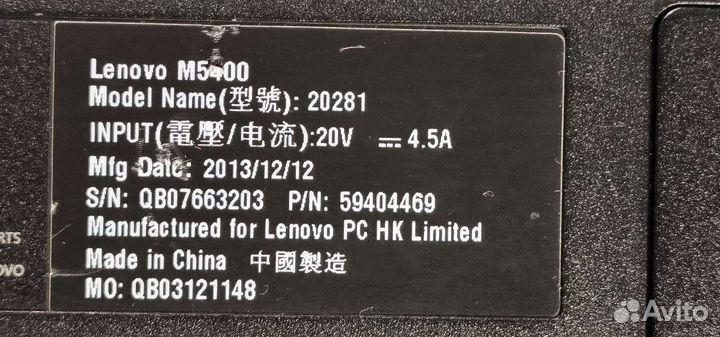 Lenovo M5400
Model Name(型號): 20281
INPUT(電壓/电流):20V ⎓ 4.5A
Mfg Date: 2013/12/12
S/N: QB07663203 P/N: 59404469
Manufactured for Lenovo PC HK Limited
Made in China 中國製造
MO: QB03121148
RTS
OVO
Avito